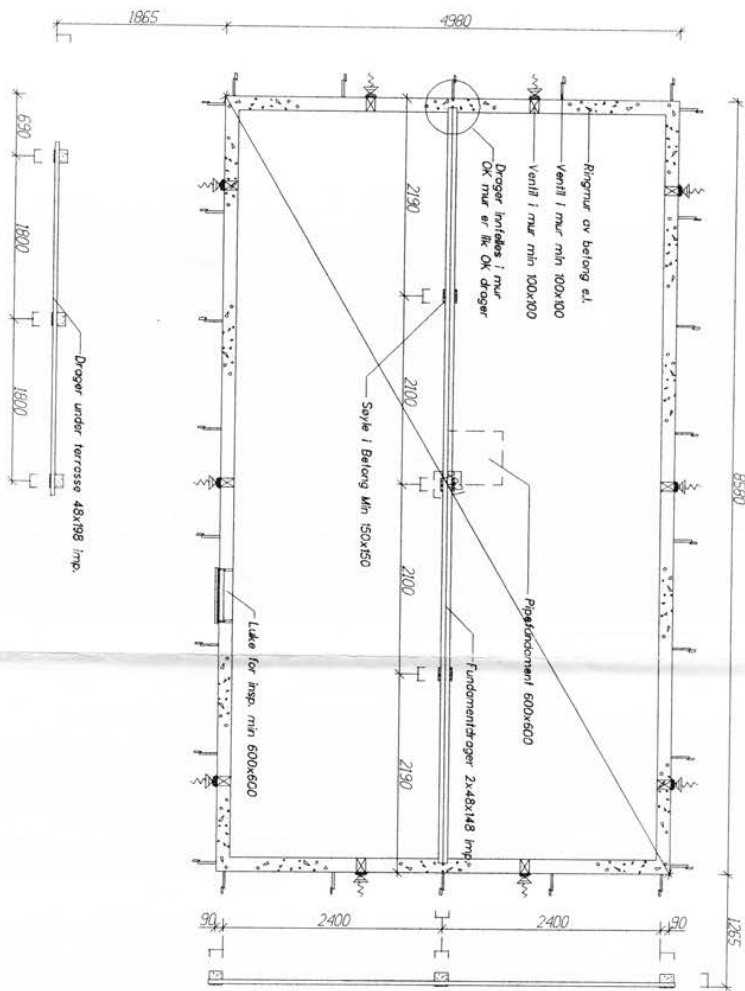 1865
4980
8580
1265
690
1800
1800
Drager under terrasse 48x198 imp.
Ringmur av betong e.l.
Ventil i mur min 100x100
Ventil i mur min 100x100
Drager innfelles i mur
OK mur er lik OK drager
2190
2100
2100
2190
Søyle i Betong Min 150x150
Pipefundament 600x600
Fundamentdrager 2x48x148 imp.
Luke for insp. min 600x600
90
2400
2400
90